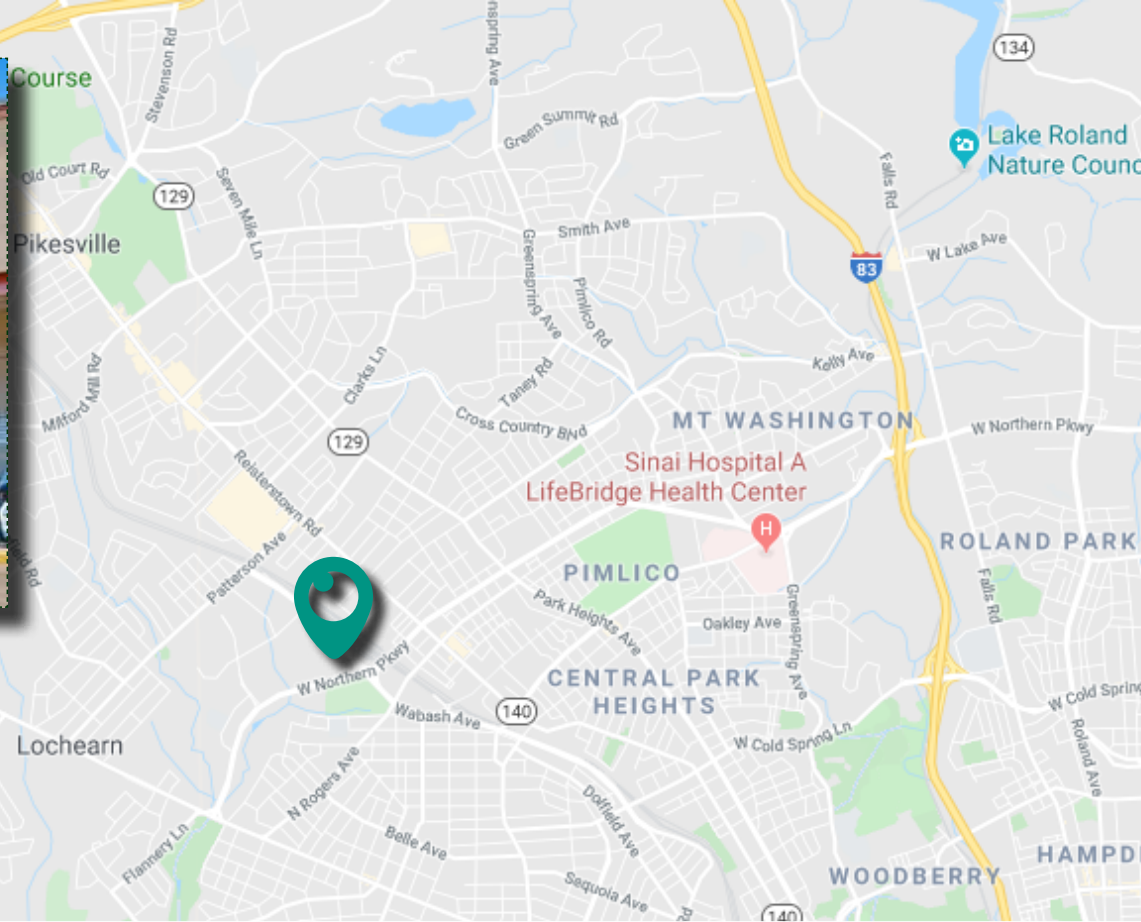 nspring Ave
134
Course
Stevenson Rd
Green Summit Rd
Lake Roland
Nature Counc
Old Court Rd
Falls Rd
129
Seven Mile Ln
Pikesville
Smith Ave
W Lake Ave
Greenspring Ave
83
Pimlico Rd
Kelly Ave
Clarks Ln
Milford Mill Rd
Taney Rd
Cross Country Blvd
MT WASHINGTON
W Northern Pkwy
129
Sinai Hospital A
LifeBridge Health Center
H
Reisterstown Rd
ROLAND PARK
Patterson Ave
PIMLICO
Falls Rd
Park Heights Ave
Greenspring Ave
Oakley Ave
W Northern Pkwy
CENTRAL PARK
HEIGHTS
W Cold Spring
140
Wabash Ave
Lochearn
W Cold Spring Ln
Roland Ave
N Rogers Ave
Dolfield Ave
Flannery Ln
Belle Ave
HAMPD
WOODBERRY
Sequoia Ave
140